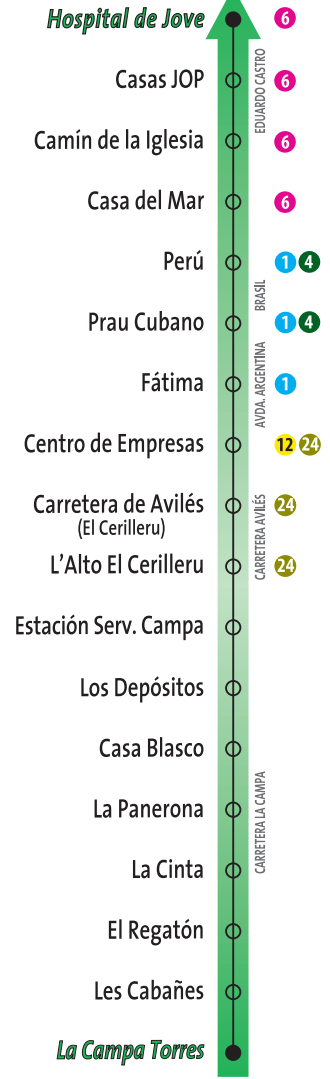 Hospital de Jove 6
Casas JOP 6
EDUARDO CASTRO
Camín de la Iglesia 6
Casa del Mar 6
Perú 1 4
BRASIL
Prau Cubano 1 4
AVDA. ARGENTINA
Fátima 1
Centro de Empresas 12 24
Carretera de Avilés 24
(El Cerilleru)
CARRETERA AVILÉS
L'Alto El Cerilleru 24
Estación Serv. Campa
Los Depósitos
Casa Blasco
La Panerona
CARRETERA LA CAMPA
La Cinta
El Regatón
Les Cabañes
La Campa Torres